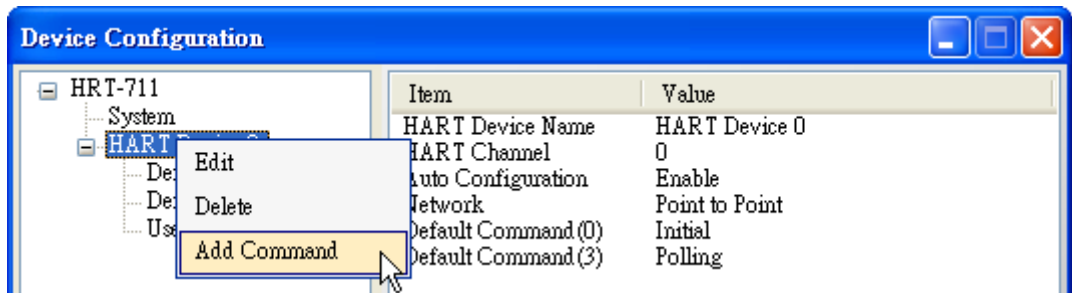 Device Configuration
HRT-711
System
HART
Edit
Delete
Add Command
Item Value
HART Device Name HART Device 0
HART Channel 0
Auto Configuration Enable
Network Point to Point
Default Command(0) Initial
Default Command(3) Polling